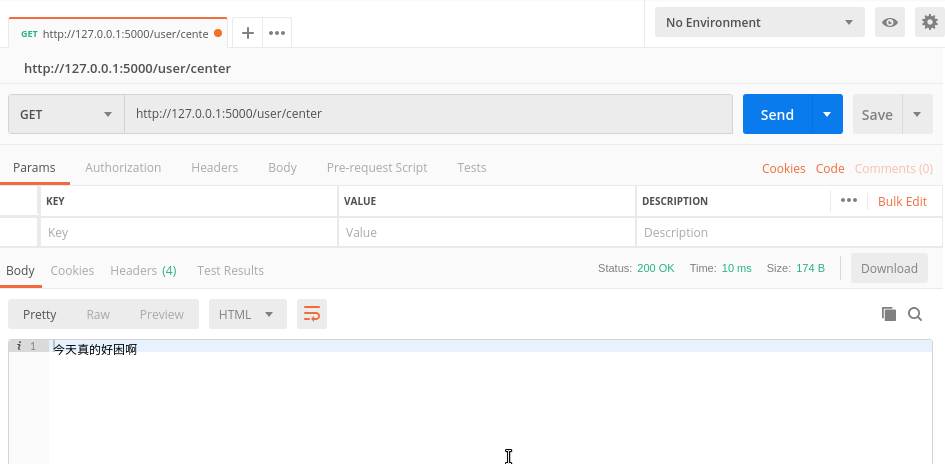 GET http://127.0.0.1:5000/user/cente
No Environment
http://127.0.0.1:5000/user/center
GET http://127.0.0.1:5000/user/center Send Save
Params Authorization Headers Body Pre-request Script Tests Cookies Code Comments (0)
KEY VALUE DESCRIPTION Bulk Edit
Key Value Description
Body Cookies Headers (4) Test Results Status: 200 OK Time: 10 ms Size: 174 B Download
Pretty Raw Preview HTML
i 1 今天真的好困啊